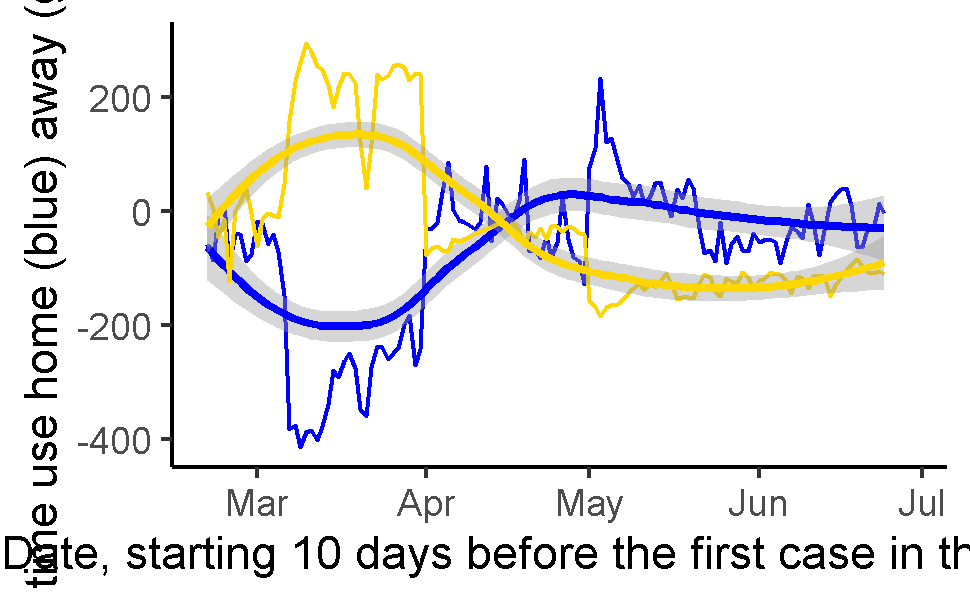 time use home (blue) away (
200
0
-200
-400
Mar Apr May Jun Jul
Date, starting 10 days before the first case in th